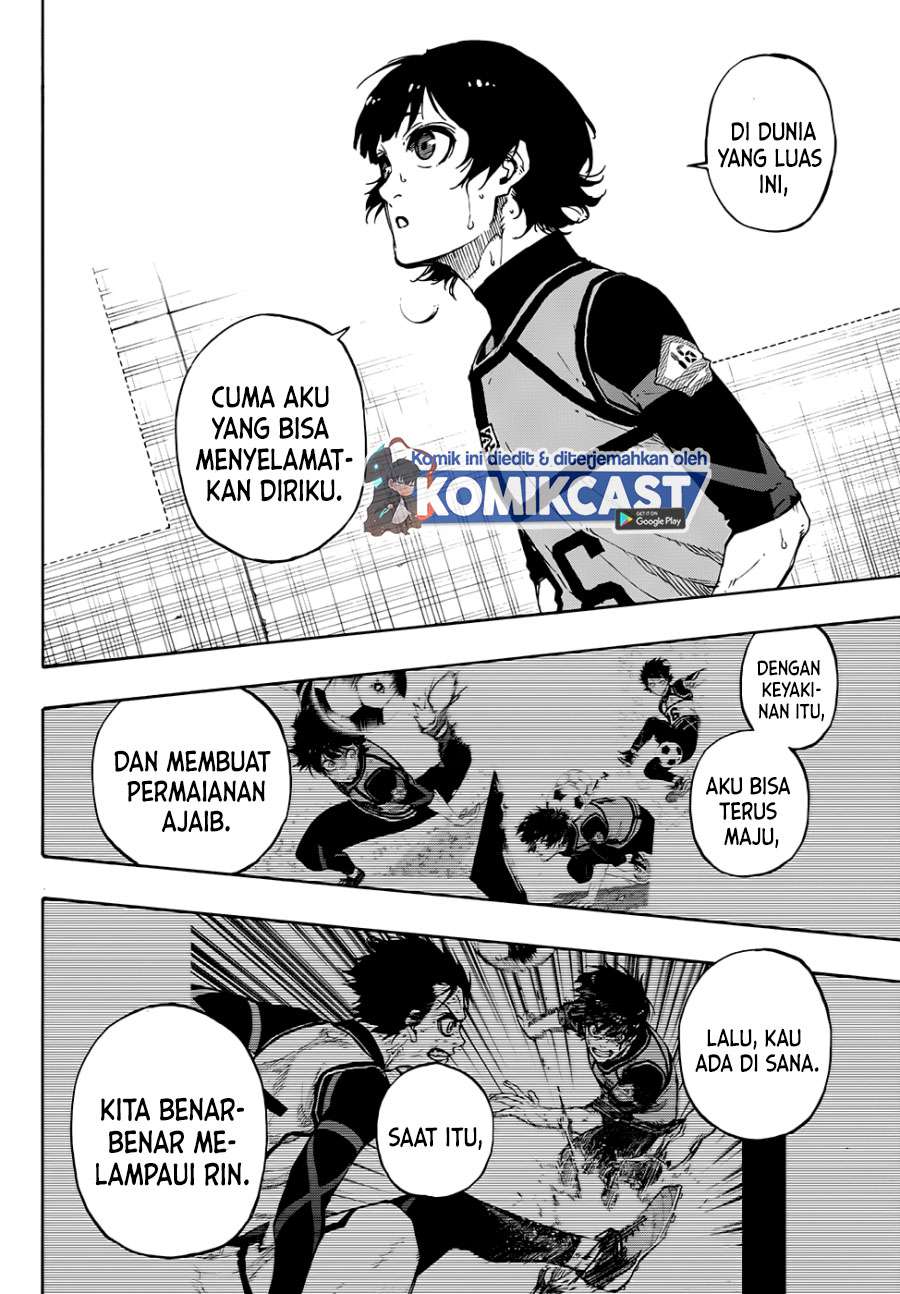 DI DUNIA
YANG LUAS
INI,
CUMA AKU
YANG BISA
MENYELAMAT-
KAN DIRIKU.
Komik ini diedit & diterjemahkan oleh
KOMIKCAST
GET IT ON
Google Play
DENGAN
KEYAKI-
NAN ITU,
AKU BISA
TERUS
MAJU,
DAN MEMBUAT
PERMAIANAN
AJAIB.
LALU, KAU
ADA DI SANA.
SAAT ITU,
KITA BENAR-
BENAR ME-
LAMPAUI RIN.